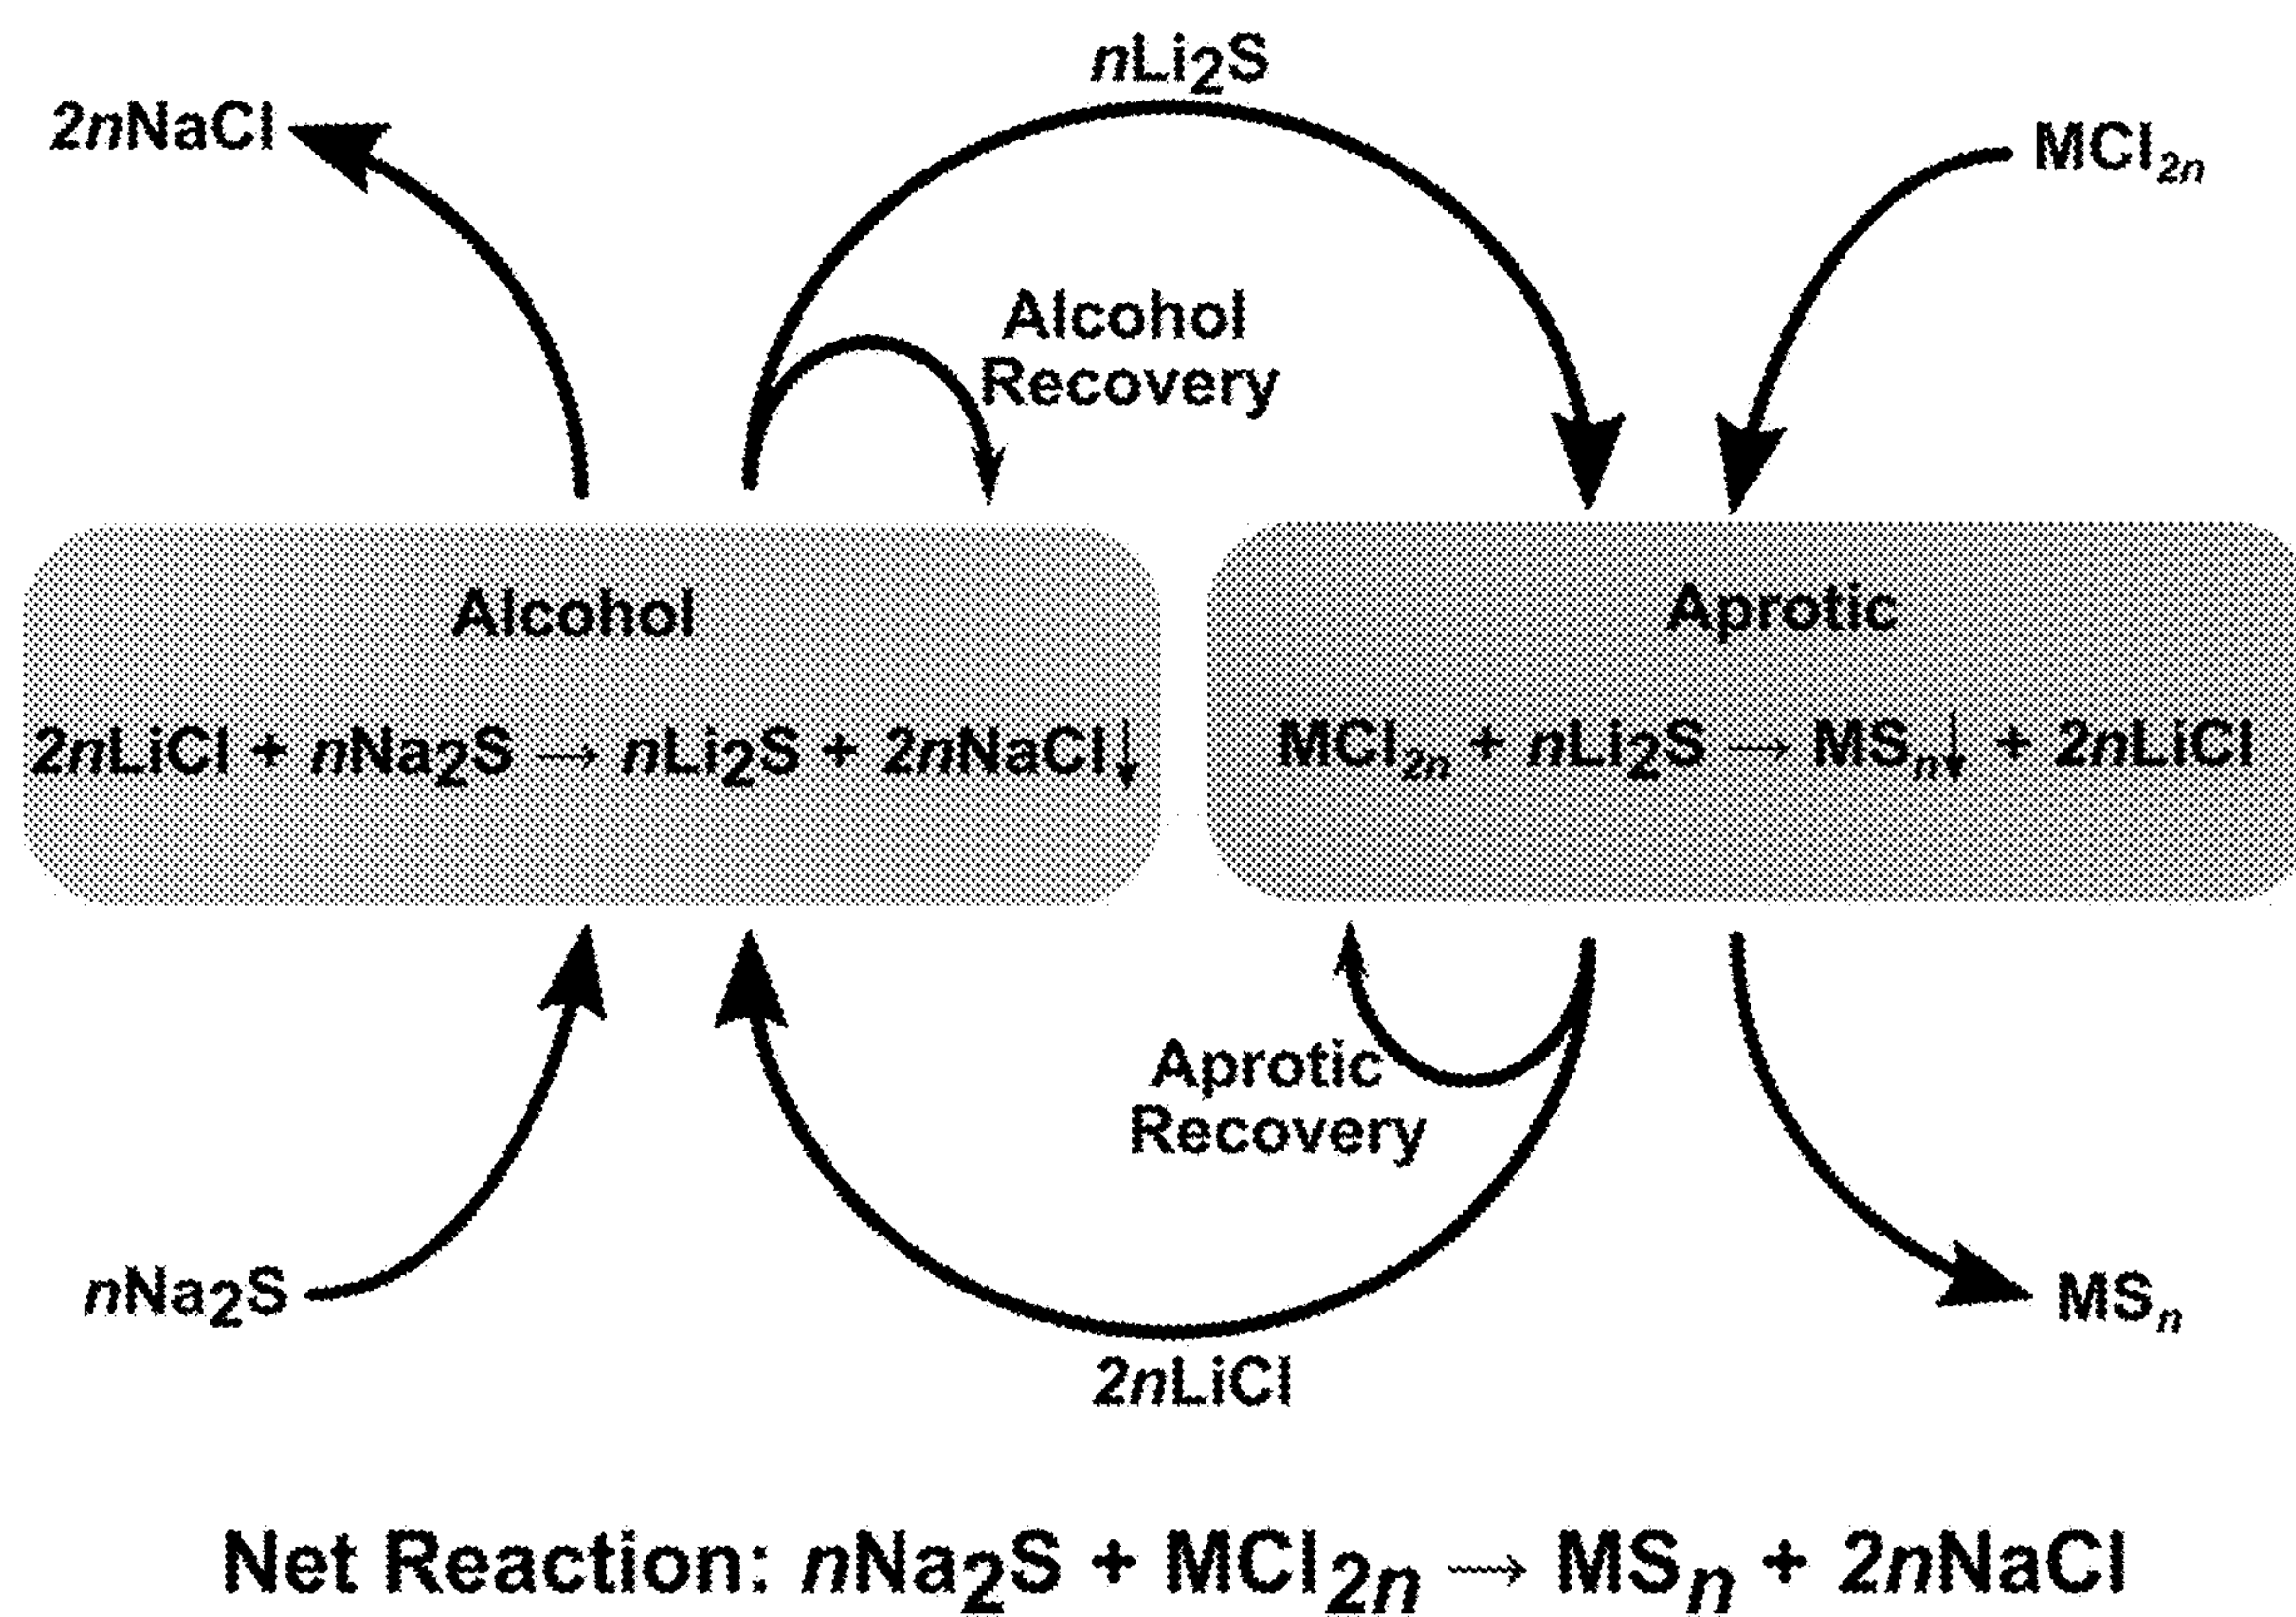 nLi₂S
2nNaCl
MCl₂ₙ
Alcohol
Recovery
Alcohol
2nLiCl + nNa₂S → nLi₂S + 2nNaCl↓
Aprotic
MCl₂ₙ + nLi₂S → MSₙ↓ + 2nLiCl
Aprotic
Recovery
nNa₂S
MSₙ
2nLiCl
Net Reaction: nNa₂S + MCl₂ₙ → MSₙ + 2nNaCl